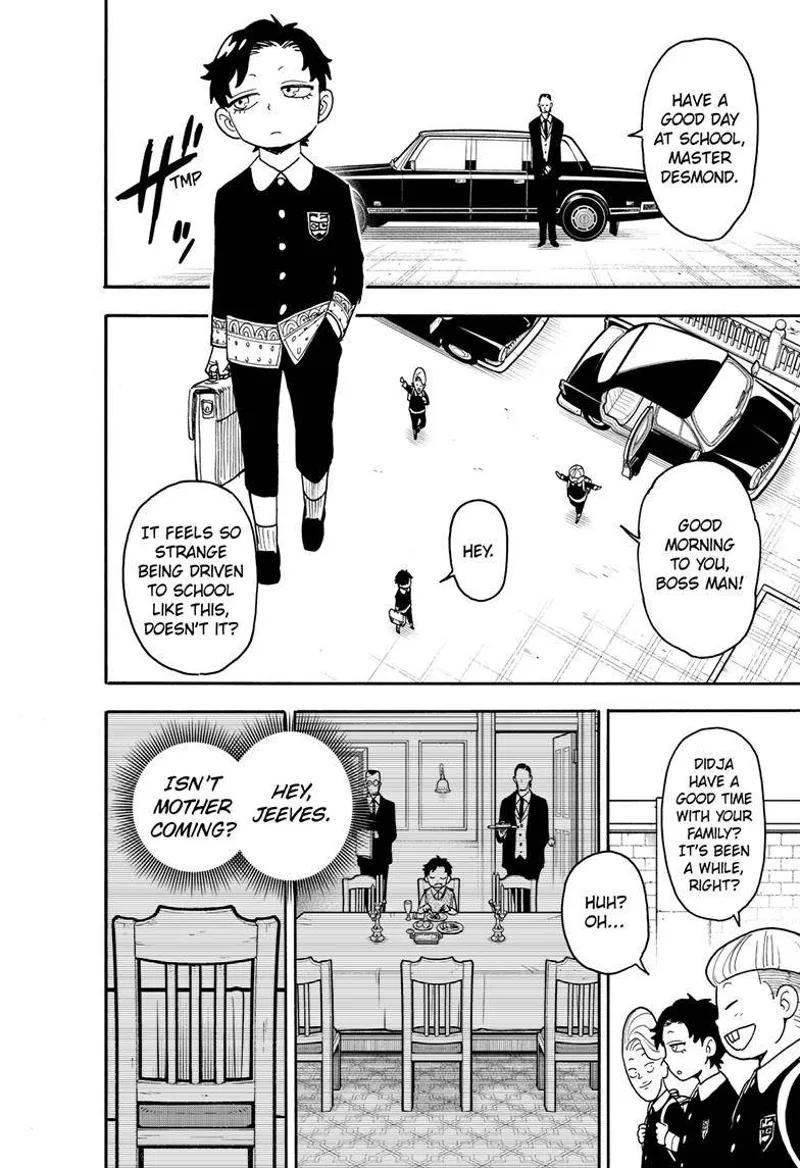 HAVE A
GOOD DAY
AT SCHOOL,
MASTER
DESMOND.
TMP
GOOD
MORNING
TO YOU,
BOSS MAN!
HEY.
IT FEELS SO
STRANGE
BEING DRIVEN
TO SCHOOL
LIKE THIS,
DOESN'T IT?
DIDJA
HAVE A
GOOD TIME
WITH YOUR
FAMILY?
IT'S BEEN
A WHILE,
RIGHT?
HUH?
OH...
HEY,
JEEVES.
ISN'T
MOTHER
COMING?